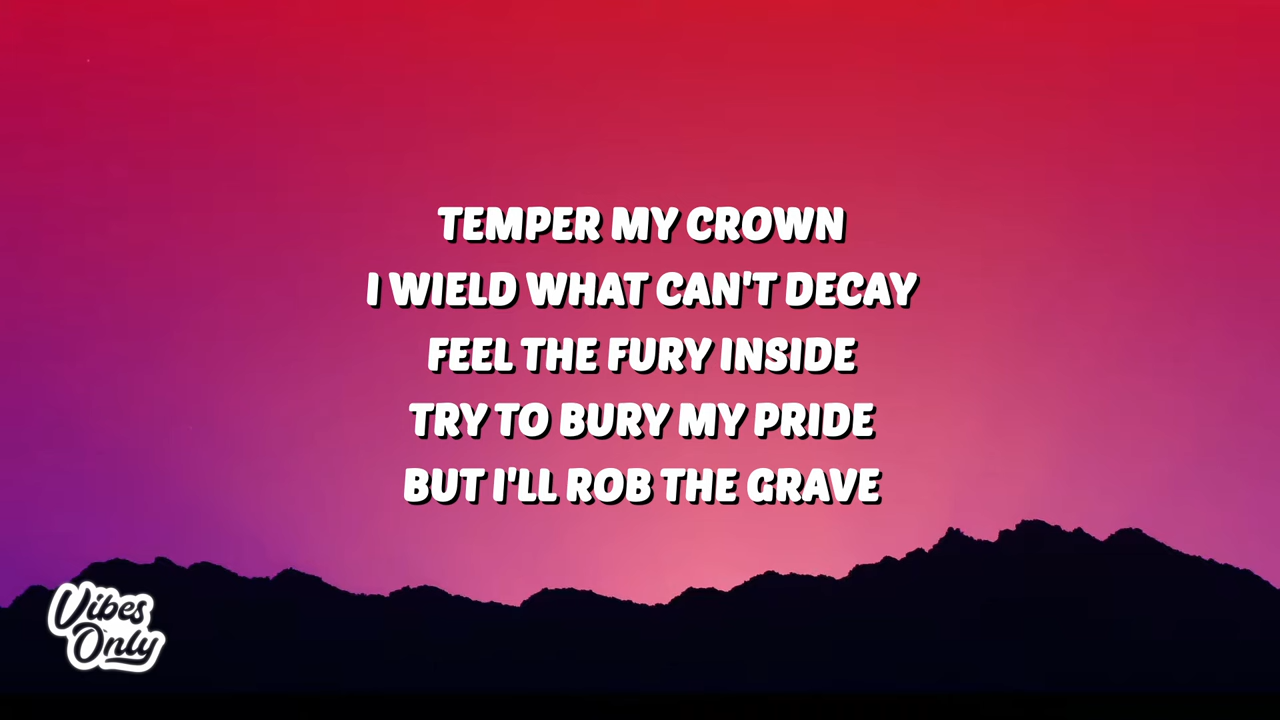 TEMPER MY CROWN
I WIELD WHAT CAN'T DECAY
FEEL THE FURY INSIDE
TRY TO BURY MY PRIDE
BUT I'LL ROB THE GRAVE
Vibes
Only